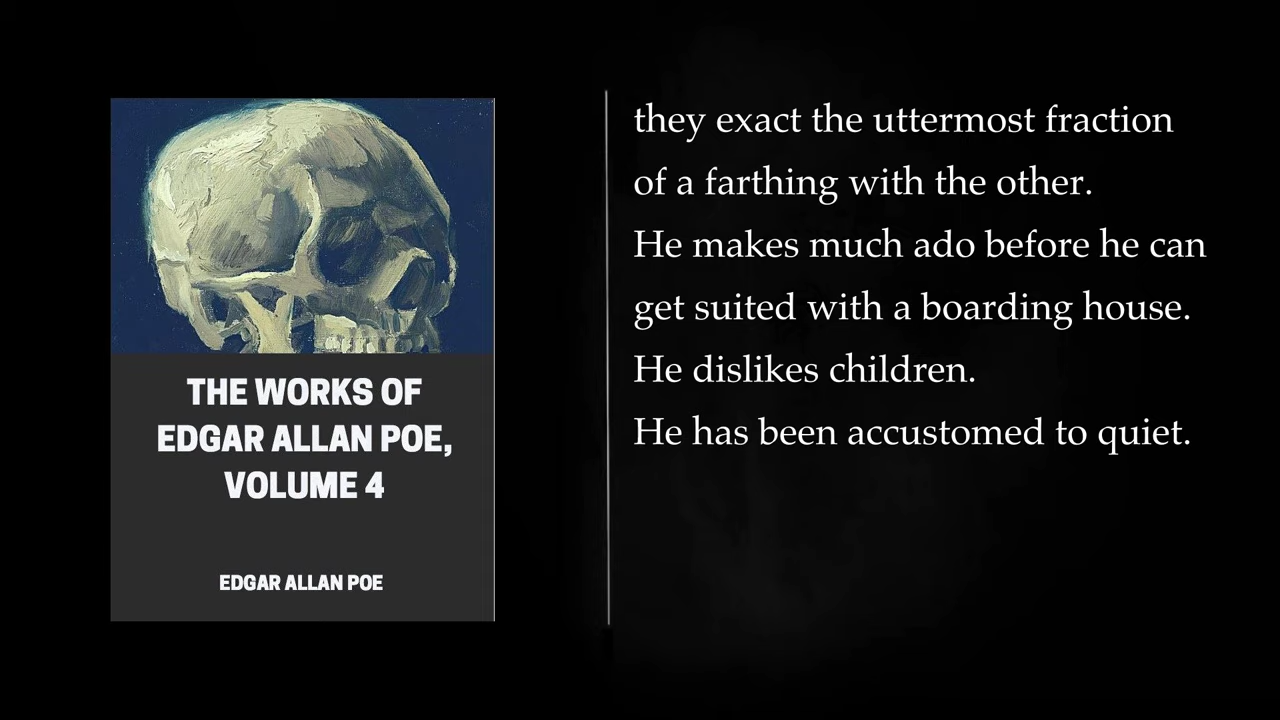 THE WORKS OF
EDGAR ALLAN POE,
VOLUME 4
EDGAR ALLAN POE
they exact the uttermost fraction
of a farthing with the other.
He makes much ado before he can
get suited with a boarding house.
He dislikes children.
He has been accustomed to quiet.